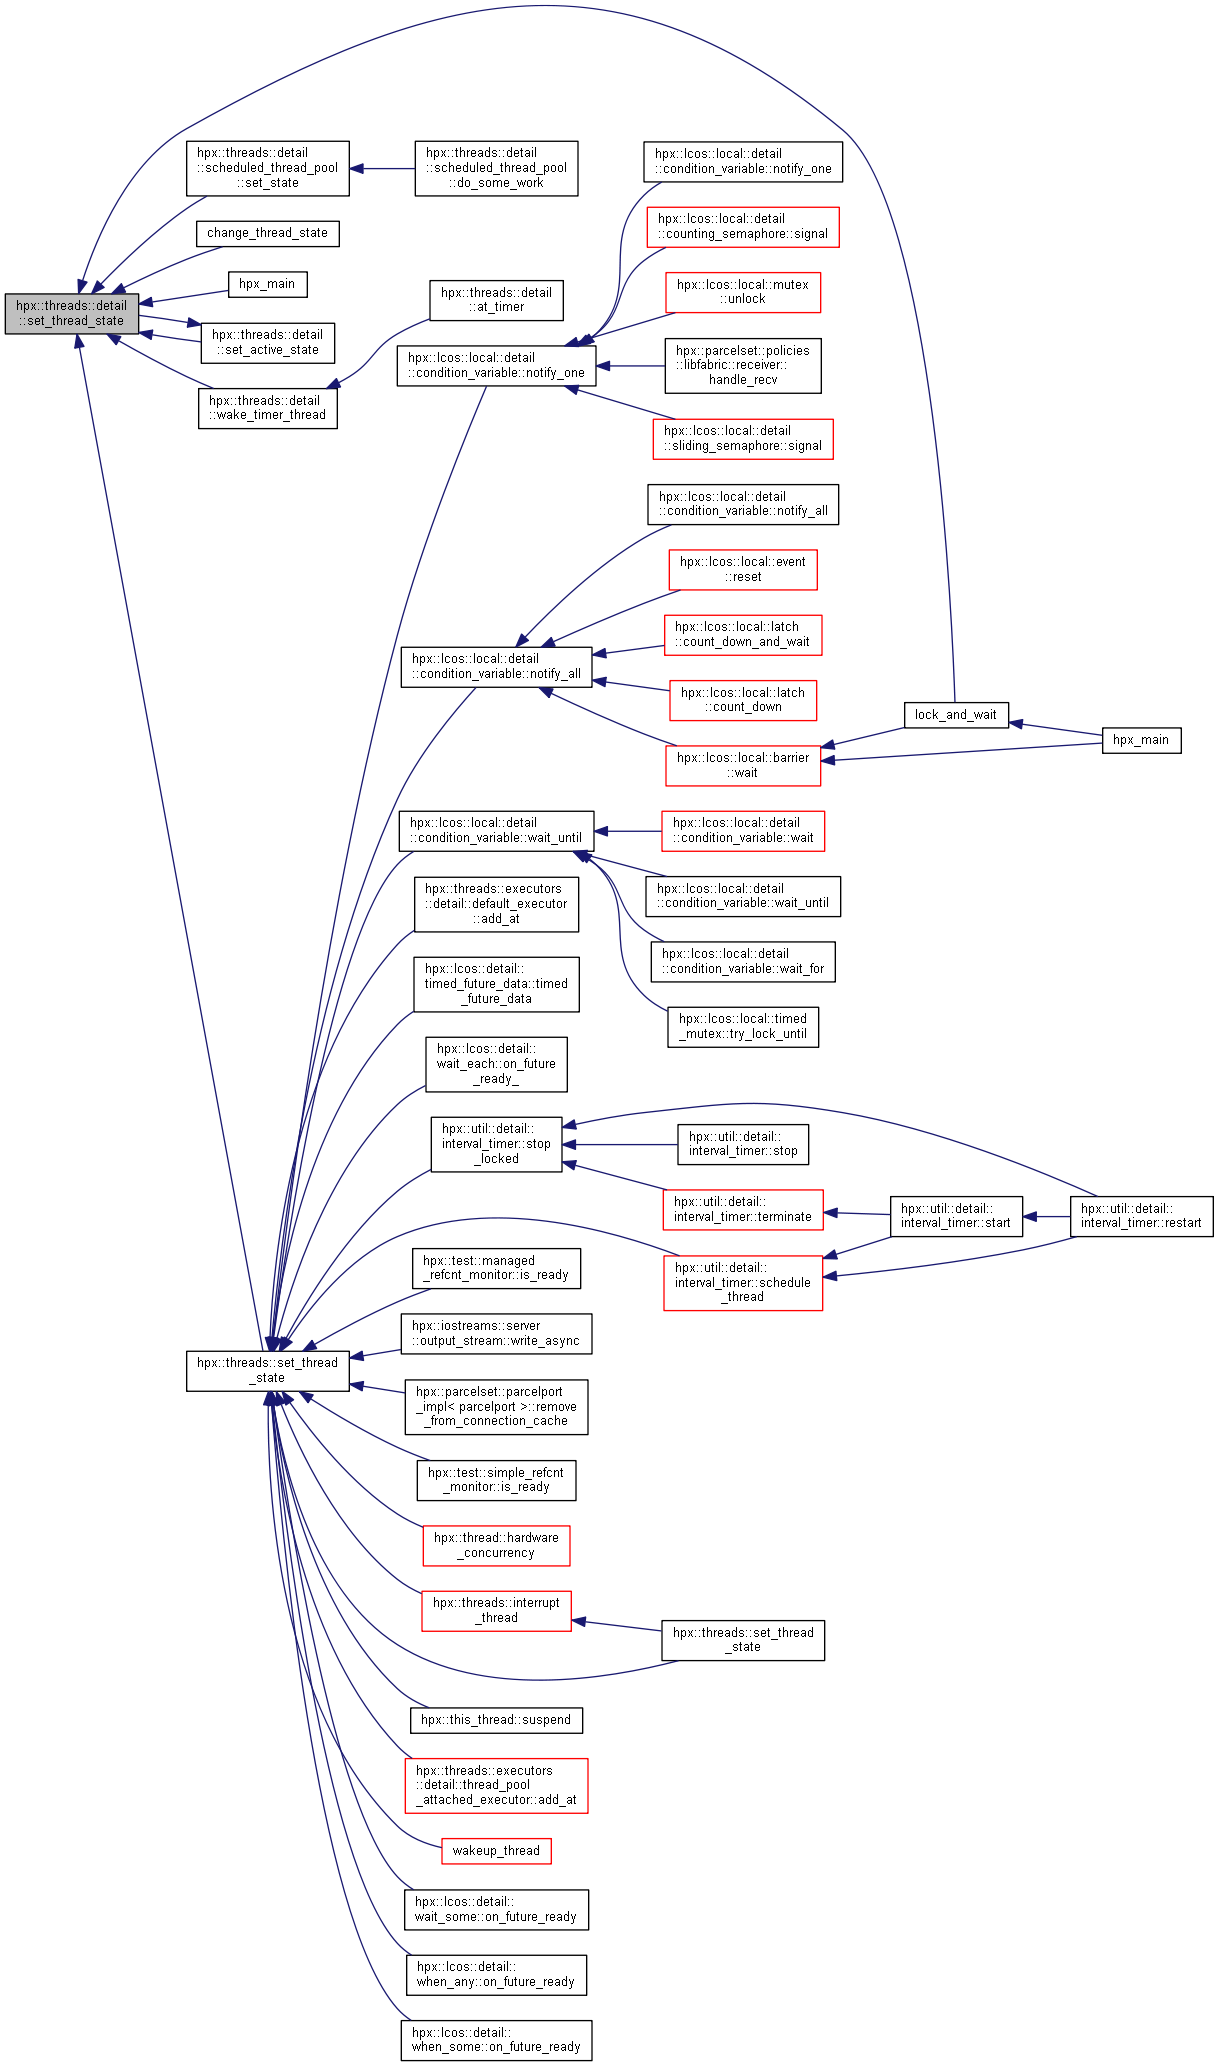 hpx::threads::detail
::scheduled_thread_pool
::set_state
hpx::threads::detail
::scheduled_thread_pool
::do_some_work
hpx::lcos::local::detail
::condition_variable::notify_one
hpx::lcos::local::detail
::counting_semaphore::signal
change_thread_state
hpx_main
hpx::lcos::local::mutex
::unlock
hpx::threads::detail
::set_thread_state
hpx::threads::detail
::at_timer
hpx::threads::detail
::set_active_state
hpx::lcos::local::detail
::condition_variable::notify_one
hpx::parcelset::policies
::libfabric::receiver::
handle_recv
hpx::threads::detail
::wake_timer_thread
hpx::lcos::local::detail
::sliding_semaphore::signal
hpx::lcos::local::detail
::condition_variable::notify_all
hpx::lcos::local::event
::reset
hpx::lcos::local::latch
::count_down_and_wait
hpx::lcos::local::detail
::condition_variable::notify_all
hpx::lcos::local::latch
::count_down
lock_and_wait
hpx_main
hpx::lcos::local::barrier
::wait
hpx::lcos::local::detail
::condition_variable::wait_until
hpx::lcos::local::detail
::condition_variable::wait
hpx::lcos::local::detail
::condition_variable::wait_until
hpx::threads::executors
::detail::default_executor
::add_at
hpx::lcos::local::detail
::condition_variable::wait_for
hpx::lcos::detail::
timed_future_data::timed
_future_data
hpx::lcos::local::timed
_mutex::try_lock_until
hpx::lcos::detail::
wait_each::on_future
_ready_
hpx::util::detail::
interval_timer::stop
_locked
hpx::util::detail::
interval_timer::stop
hpx::util::detail::
interval_timer::terminate
hpx::util::detail::
interval_timer::start
hpx::util::detail::
interval_timer::restart
hpx::test::managed
_refcnt_monitor::is_ready
hpx::util::detail::
interval_timer::schedule
_thread
hpx::iostreams::server
::output_stream::write_async
hpx::threads::set_thread
_state
hpx::parcelset::parcelport
_impl< parcelport >::remove
_from_connection_cache
hpx::test::simple_refcnt
_monitor::is_ready
hpx::thread::hardware
_concurrency
hpx::threads::interrupt
_thread
hpx::threads::set_thread
_state
hpx::this_thread::suspend
hpx::threads::executors
::detail::thread_pool
_attached_executor::add_at
wakeup_thread
hpx::lcos::detail::
wait_some::on_future_ready
hpx::lcos::detail::
when_any::on_future_ready
hpx::lcos::detail::
when_some::on_future_ready